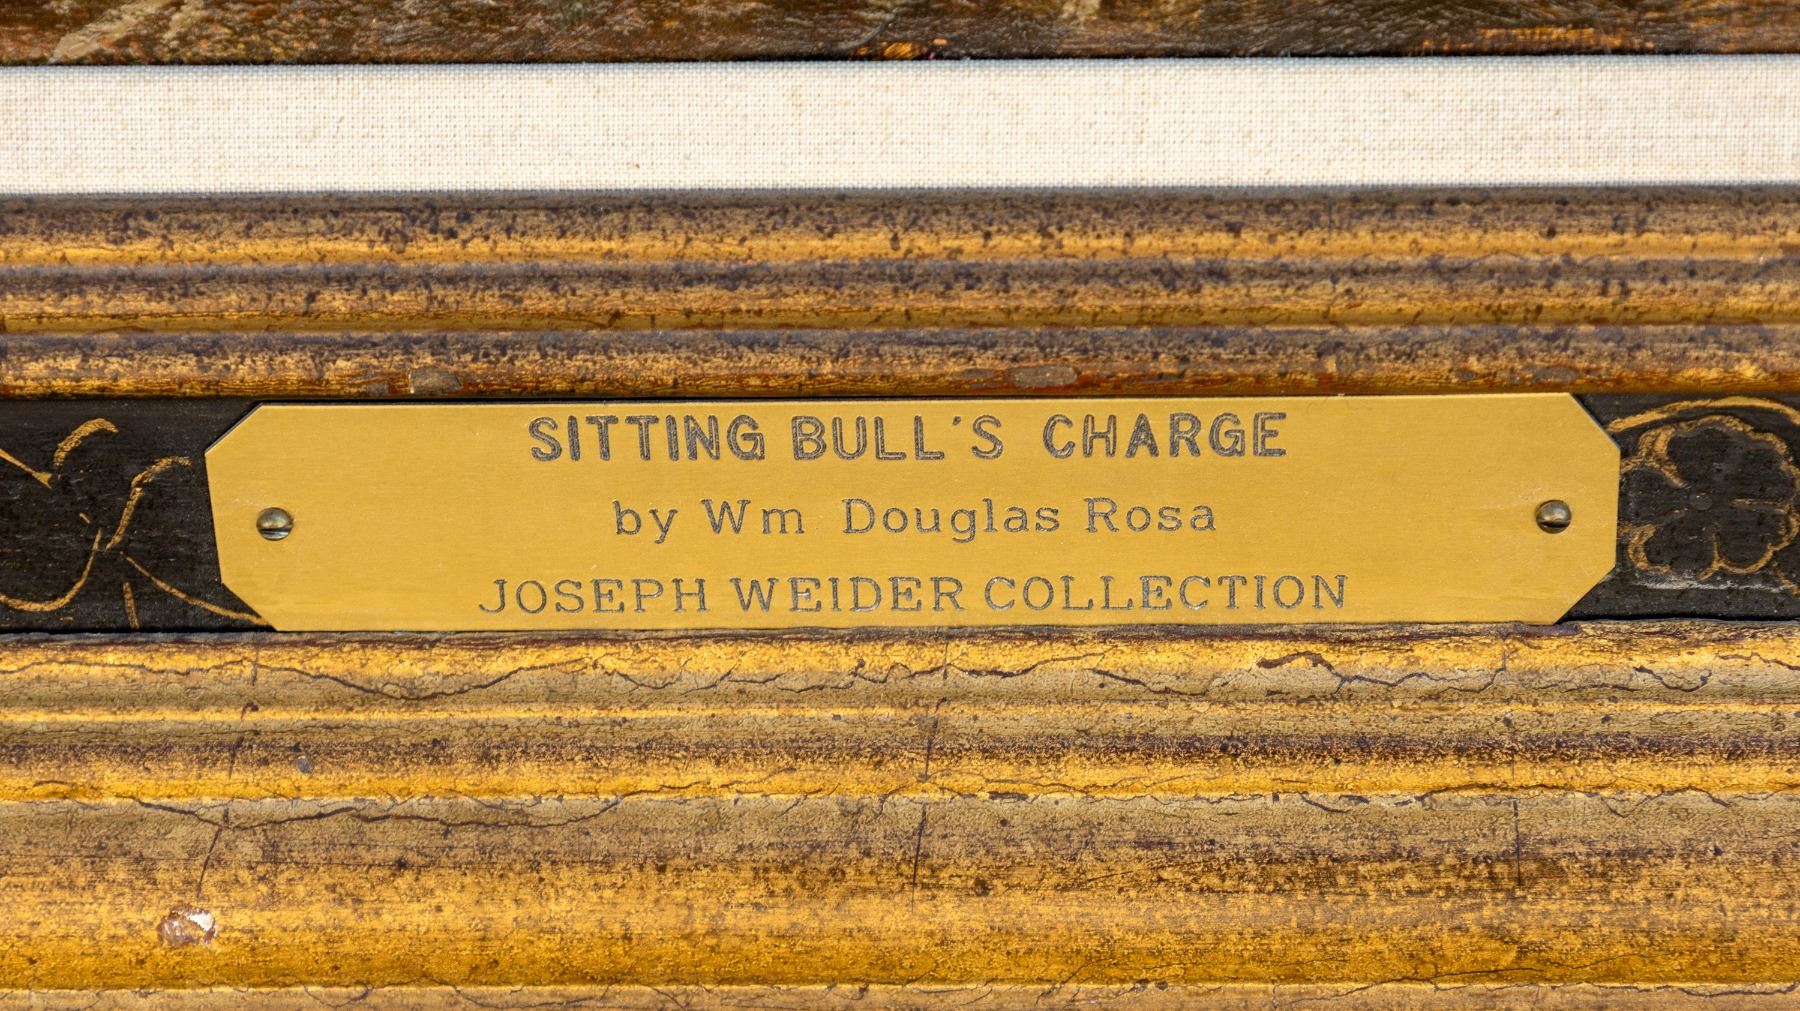 SITTING BULL'S CHARGE
by Wm Douglas Rosa
JOSEPH WEIDER COLLECTION